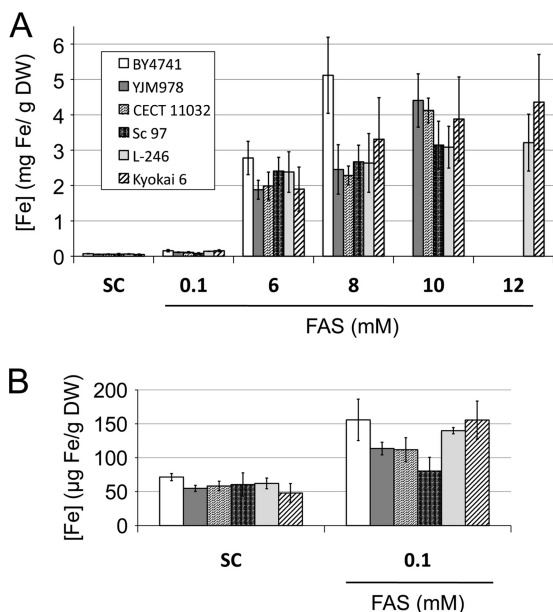 A
[Fe] (mg Fe/ g DW)
6
5
4
3
2
1
0
BY4741
YJM978
CECT 11032
Sc 97
L-246
Kyokai 6
SC 0.1 6 8 10 12
FAS (mM)
B
[Fe] (µg Fe/g DW)
200
150
100
50
0
SC 0.1
FAS (mM)